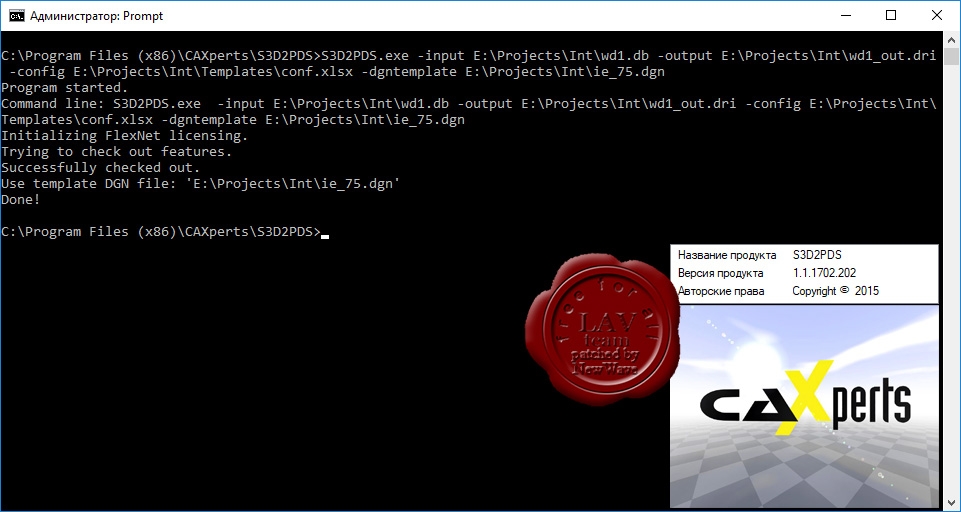 Администратор: Prompt
C:\Program Files (x86)\CAXperts\S3D2PDS>S3D2PDS.exe -input E:\Projects\Int\wd1.db -output E:\Projects\Int\wd1_out.dri
-config E:\Projects\Int\Templates\conf.xlsx -dgntemplate E:\Projects\Int\ie_75.dgn
Program started.
Command line: S3D2PDS.exe  -input E:\Projects\Int\wd1.db -output E:\Projects\Int\wd1_out.dri -config E:\Projects\Int\
Templates\conf.xlsx -dgntemplate E:\Projects\Int\ie_75.dgn
Initializing FlexNet licensing.
Trying to check out features.
Successfully checked out.
Use template DGN file: 'E:\Projects\Int\ie_75.dgn'
Done!
C:\Program Files (x86)\CAXperts\S3D2PDS>
Название продукта S3D2PDS
Версия продукта 1.1.1702.202
Авторские права Copyright © 2015
free for all
LAV
team
patched by
NewWave
CAXperts